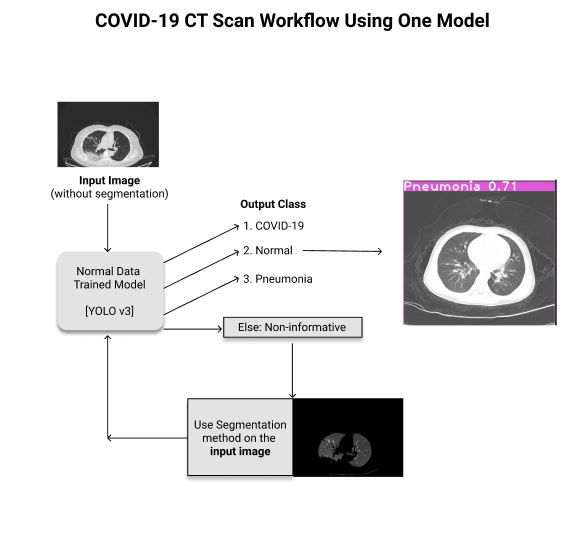 COVID-19 CT Scan Workflow Using One Model
Input Image
(without segmentation)
Output Class
1. COVID-19
2. Normal
3. Pneumonia
Pneumonia 0.71
Normal Data
Trained Model
[YOLO v3]
Else: Non-informative
Use Segmentation
method on the
input image